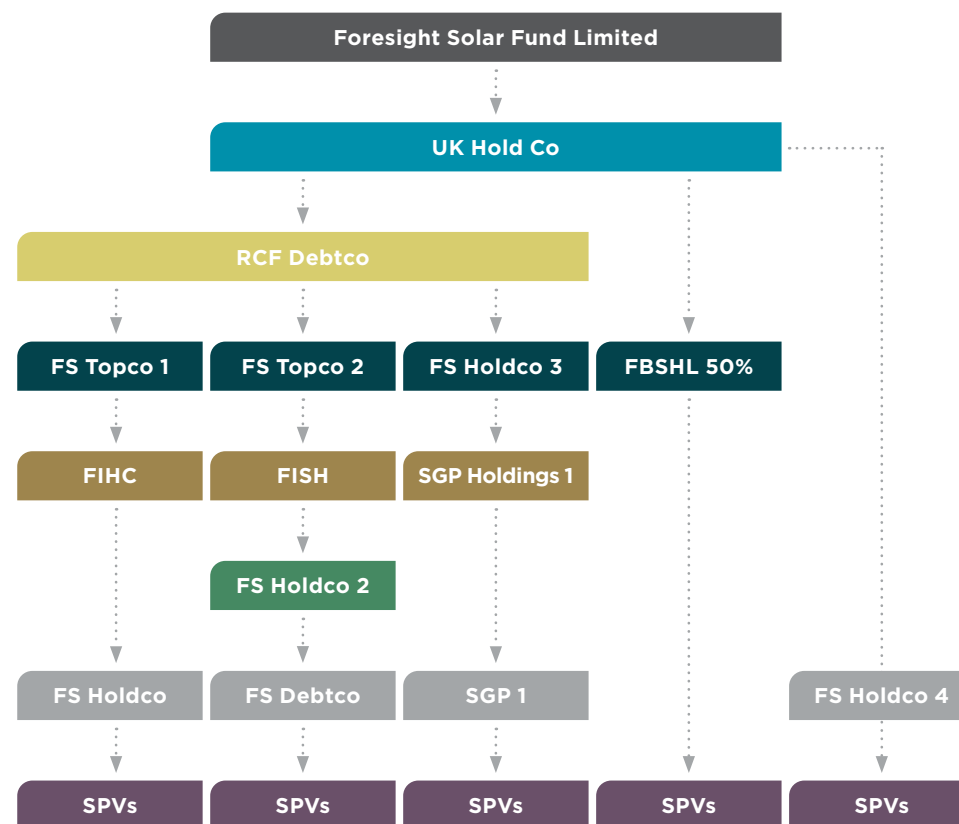 Foresight Solar Fund Limited
UK Hold Co
RCF Debtco
FS Topco 1
FS Topco 2
FS Holdco 3
FBSHL 50%
FIHC
FISH
SGP Holdings 1
FS Holdco 2
FS Holdco
FS Debtco
SGP 1
FS Holdco 4
SPVs
SPVs
SPVs
SPVs
SPVs